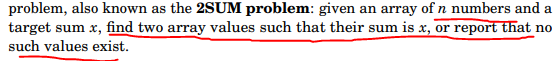 problem, also known as the 2SUM problem: given an array of n numbers and a
target sum x, find two array values such that their sum is x, or report that no
such values exist.